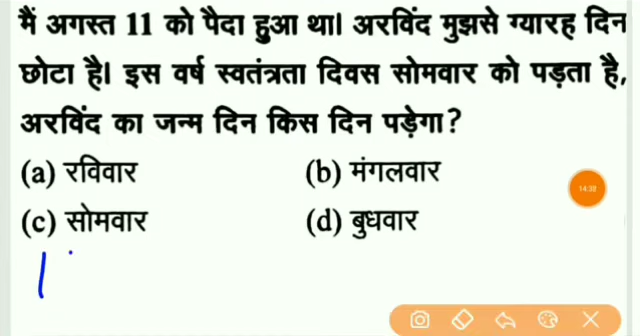 मैं अगस्त 11 को पैदा हुआ था। अरविंद मुझसे ग्यारह दिन
छोटा है। इस वर्ष स्वतंत्रता दिवस सोमवार को पड़ता है,
अरविंद का जन्म दिन किस दिन पड़ेगा?
(a) रविवार (b) मंगलवार
14:39
(c) सोमवार (d) बुधवार